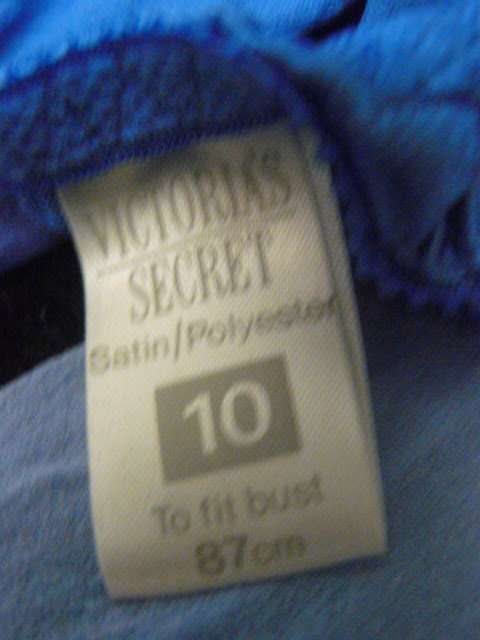 VICTORIA'S
SECRET
Satin/Polyester
10
To fit bust
87cm